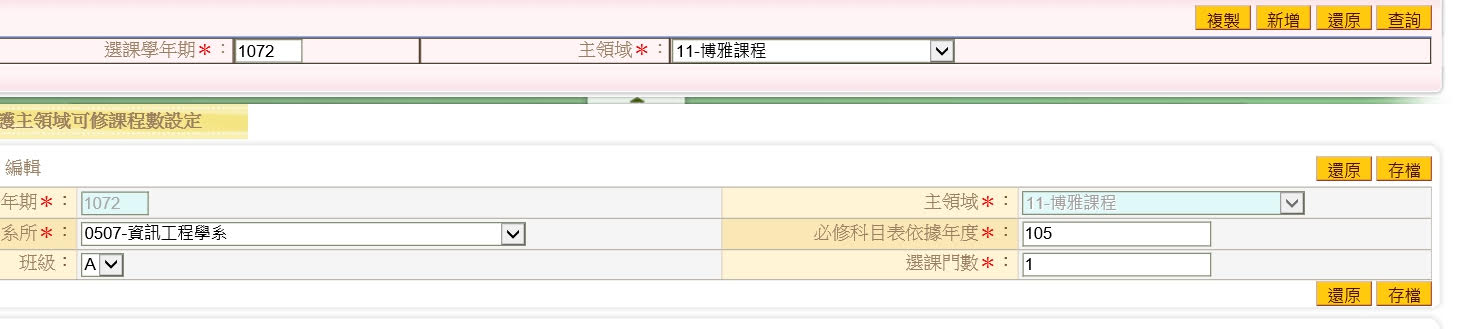 複製 新增 還原 查詢
選課學年期＊： 1072 主領域＊： 11-博雅課程
護主領域可修課程數設定
編輯 還原 存檔
年期＊： 1072 主領域＊： 11-博雅課程
系所＊： 0507-資訊工程學系 必修科目表依據年度＊： 105
班級： A 選課門數＊： 1
還原 存檔